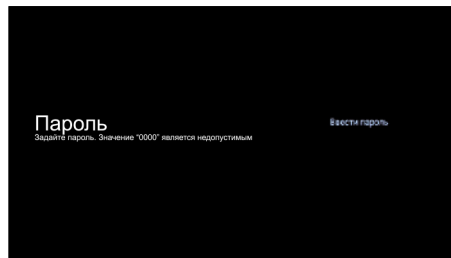 Пароль
Задайте пароль. Значение "0000" является недопустимым
Ввести пароль